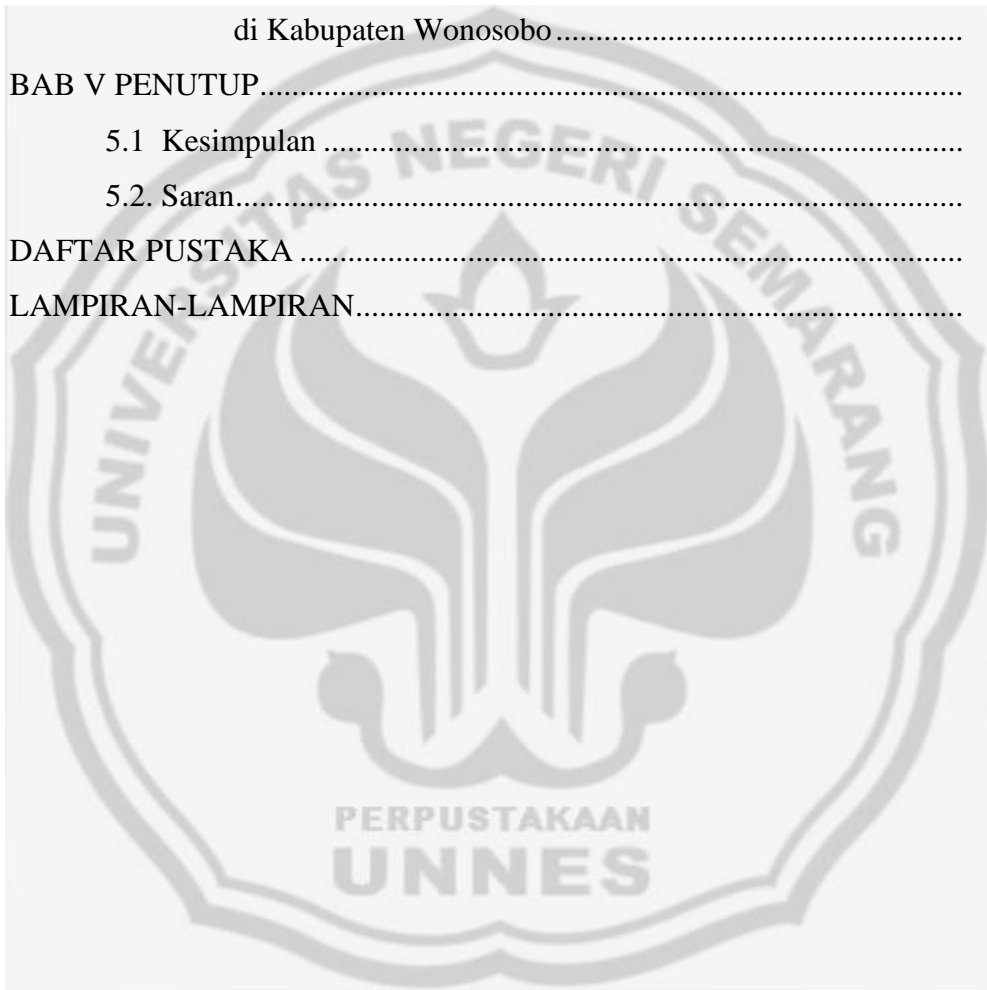 di Kabupaten Wonosobo...................................................
BAB V PENUTUP........................................................................................
5.1  Kesimpulan ................................................................................
5.2. Saran...........................................................................................
DAFTAR PUSTAKA ...................................................................................
LAMPIRAN-LAMPIRAN............................................................................
UNIVERSITAS NEGERI SEMARANG
PERPUSTAKAAN
UNNES